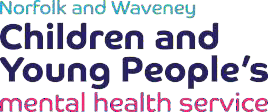 Norfolk and Waveney
Children and
Young People's
mental health service